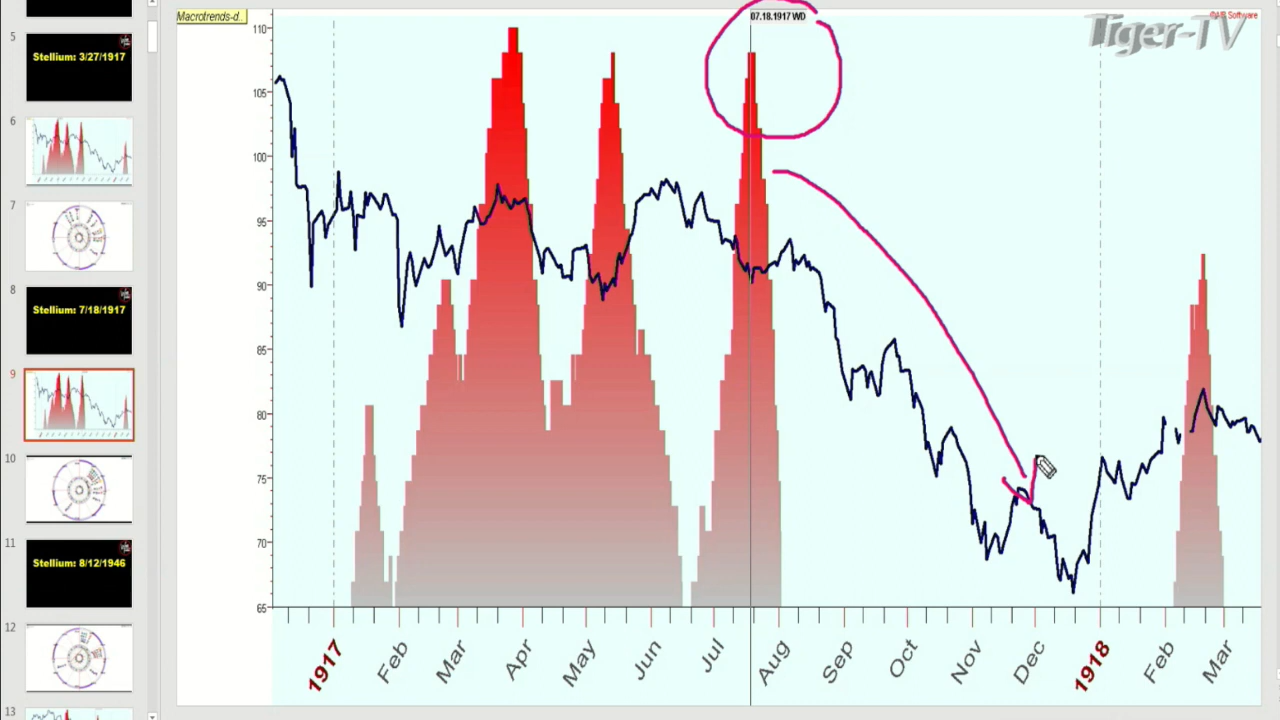 5
Stellium: 3/27/1917
6
7
8
Stellium: 7/18/1917
9
10
11
Stellium: 8/12/1946
12
13
Macrotrends-d..
07.18.1917 WD
©AIS Software
Tiger-TV
110
105
100
95
90
85
80
75
70
65
1917
Feb
Mar
Apr
May
Jun
Jul
Aug
Sep
Oct
Nov
Dec
1918
Feb
Mar